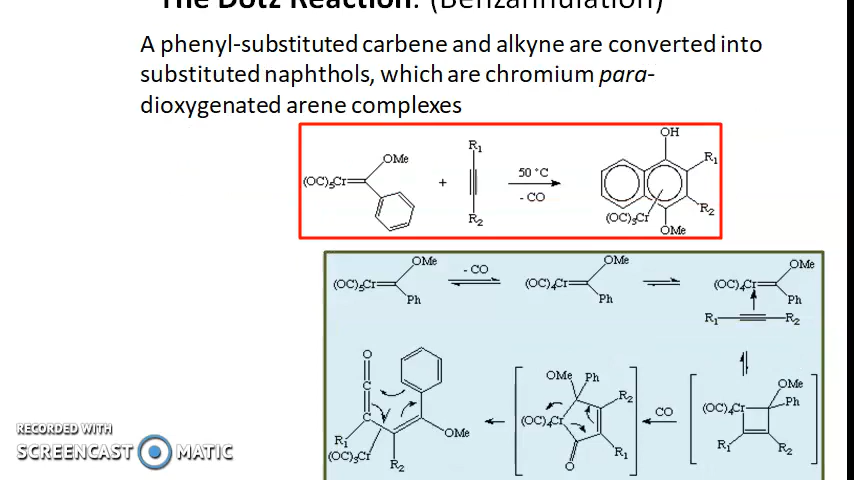 The Dötz Reaction. (Benzannulation)
A phenyl-substituted carbene and alkyne are converted into
substituted naphthols, which are chromium para-
dioxygenated arene complexes
OH
R1
OMe
R1
(OC)5Cr
+
50 °C
- CO
R2
(OC)3Cr
R2
OMe
OMe
(OC)5Cr
Ph
- CO
OMe
(OC)4Cr
Ph
OMe
(OC)4Cr
Ph
R1
R2
O
C
C
R1
(OC)3Cr
R2
OMe
OMe
Ph
R2
(OC)4Cr
R1
O
CO
OMe
(OC)4Cr
Ph
R1
R2
RECORDED WITH
SCREENCAST MATIC